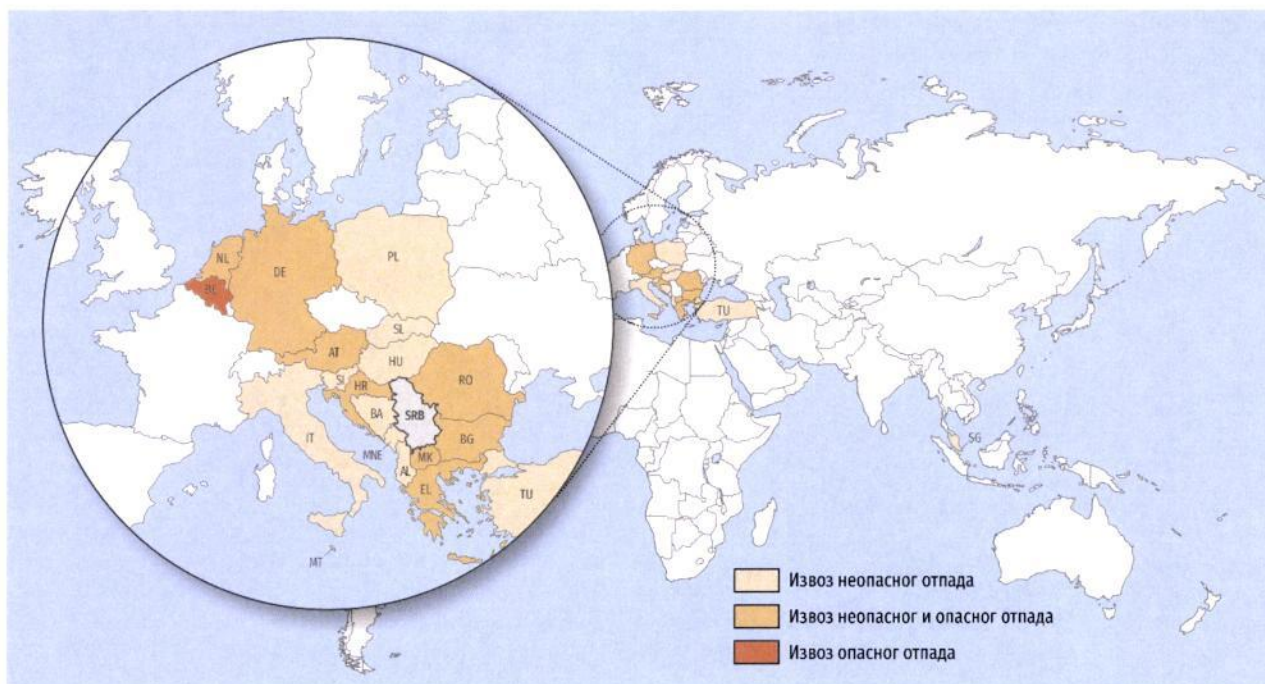 NL
DE
PL
BE
SL
AT
HU
SI
HR
RO
BA
SRB
IT
BG
MNE
MK
AL
EL
TU
MT
TU
SG
Извоз неопасног отпада
Извоз неопасног и опасног отпада
Извоз опасног отпада